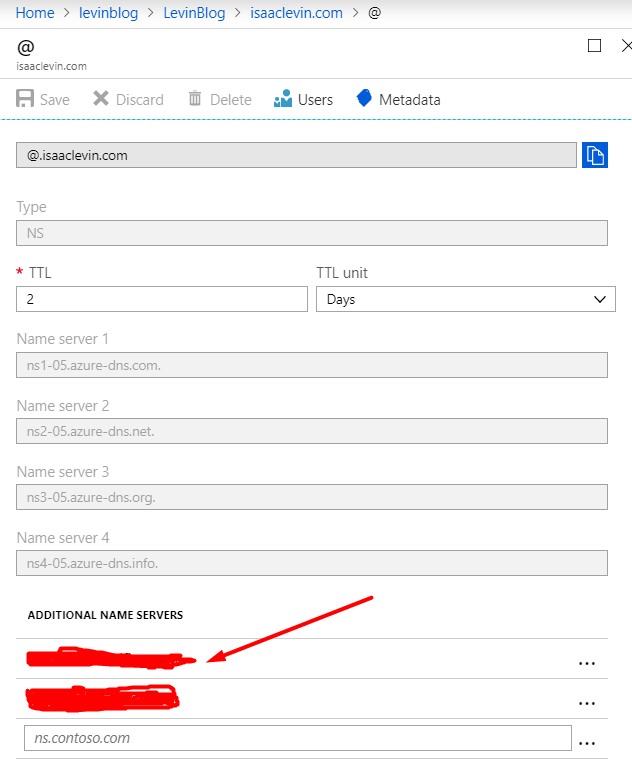 Home > levinblog > LevinBlog > isaaclevin.com > @
@
isaaclevin.com
Save Discard Delete Users Metadata
@.isaaclevin.com
Type
NS
* TTL TTL unit
2 Days
Name server 1
ns1-05.azure-dns.com.
Name server 2
ns2-05.azure-dns.net.
Name server 3
ns3-05.azure-dns.org.
Name server 4
ns4-05.azure-dns.info.
ADDITIONAL NAME SERVERS
...
...
ns.contoso.com ...